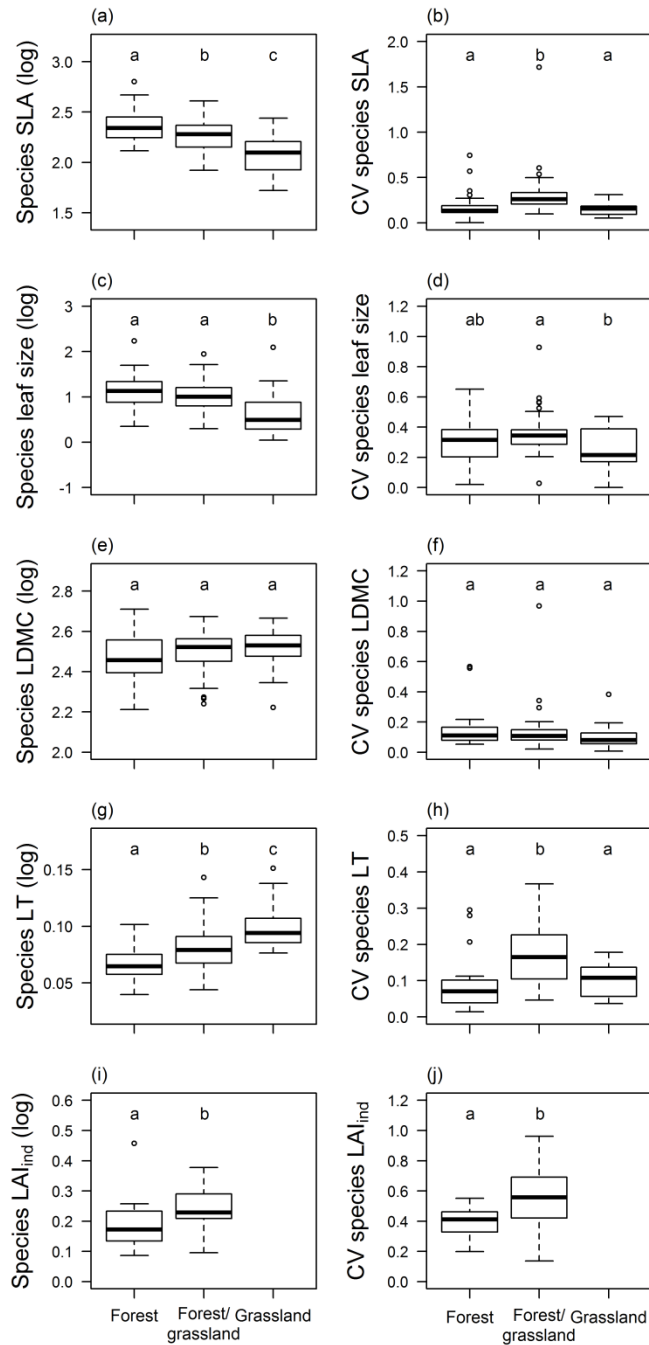 (a)
a b c
Species SLA (log)
3.0
2.5
2.0
1.5
(b)
a b a
CV species SLA
2.0
1.5
1.0
0.5
0.0
(c)
a a b
Species leaf size (log)
3
2
1
0
-1
(d)
ab a b
CV species leaf size
1.2
1.0
0.8
0.6
0.4
0.2
0.0
(e)
a a a
Species LDMC (log)
2.8
2.6
2.4
2.2
2.0
(f)
a a a
CV species LDMC
1.2
1.0
0.8
0.6
0.4
0.2
0.0
(g)
a b c
Species LT (log)
0.15
0.10
0.05
(h)
a b a
CV species LT
0.5
0.4
0.3
0.2
0.1
0.0
(i)
a b
Species LAIind (log)
0.6
0.5
0.4
0.3
0.2
0.1
0.0
Forest Forest/ Grassland
grassland
(j)
a b
CV species LAIind
1.2
1.0
0.8
0.6
0.4
0.2
0.0
Forest Forest/ Grassland
grassland